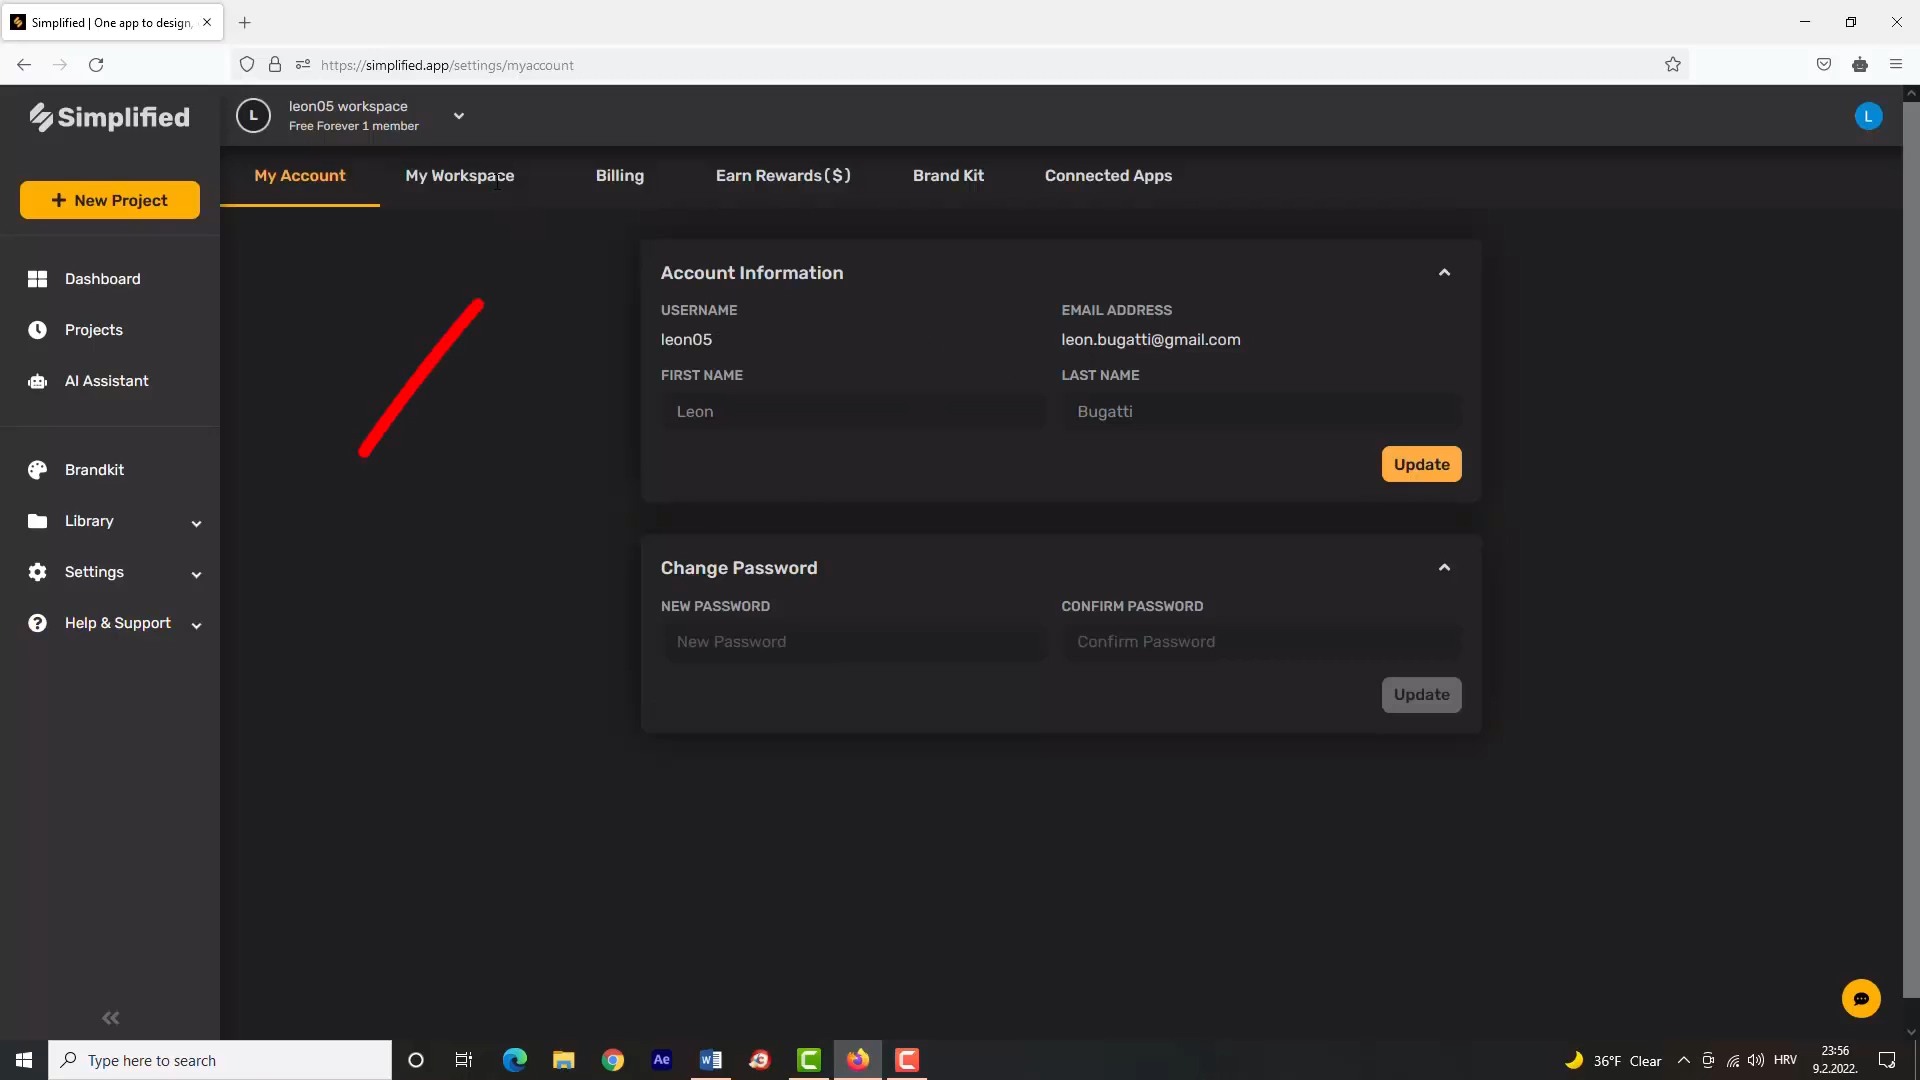 Simplified | One app to design,
https://simplified.app/settings/myaccount
Simplified
L
leon05 workspace
Free Forever 1 member
L
New Project
My Account
My Workspace
Billing
Earn Rewards($)
Brand Kit
Connected Apps
Dashboard
Projects
AI Assistant
Brandkit
Library
Settings
Help & Support
Account Information
USERNAME
EMAIL ADDRESS
leon05
leon.bugatti@gmail.com
FIRST NAME
LAST NAME
Leon
Bugatti
Update
Change Password
NEW PASSWORD
CONFIRM PASSWORD
New Password
Confirm Password
Update
Type here to search
Ae
36°F Clear
HRV
23:56
9.2.2022.